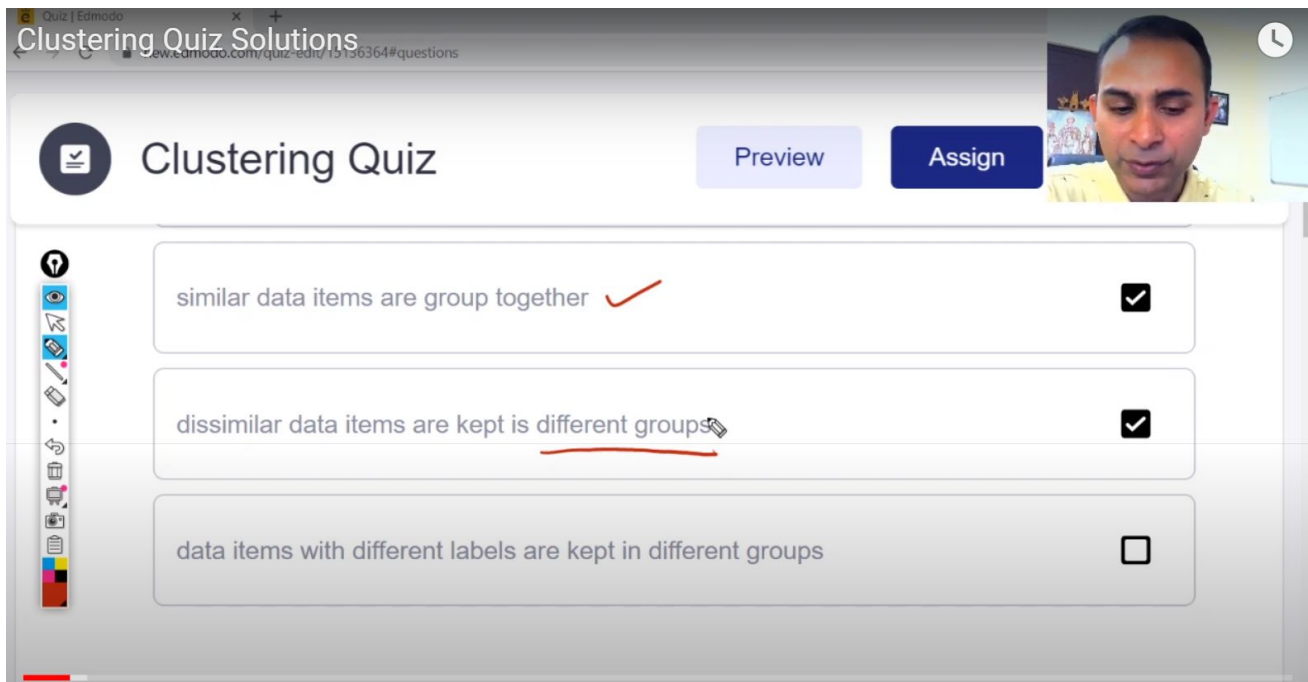 Quiz | Edmodo
Clustering Quiz Solutions
new.edmodo.com/quiz-edit/15156364#questions
Clustering Quiz
Preview
Assign
similar data items are group together
dissimilar data items are kept is different groups
data items with different labels are kept in different groups